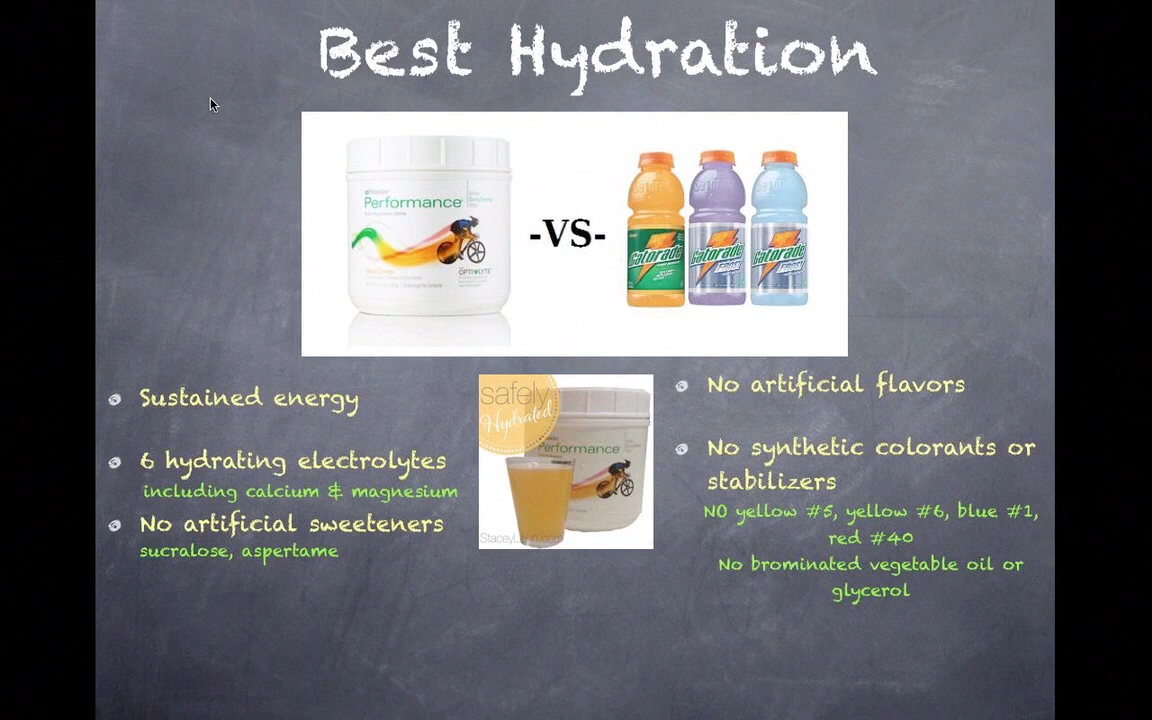 Best Hydration
Shaklee
Performance
OPTILYTE
-VS-
Gatorade
Gatorade
Gatorade
Sustained energy
6 hydrating electrolytes
including calcium & magnesium
No artificial sweeteners
sucralose, aspertame
safely
Hydrated
Performance
No artificial flavors
No synthetic colorants or
stabilizers
NO yellow #5, yellow #6, blue #1,
red #40
No brominated vegetable oil or
glycerol